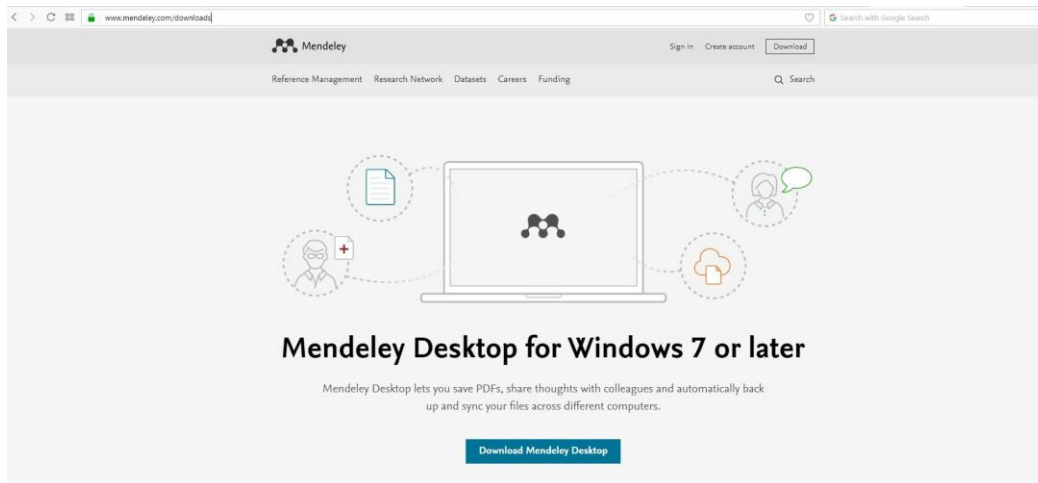 www.mendeley.com/downloads
Search with Google Search
Mendeley
Sign In Create account Download
Reference Management Research Network Datasets Careers Funding
Search
Mendeley Desktop for Windows 7 or later
Mendeley Desktop lets you save PDFs, share thoughts with colleagues and automatically back
up and sync your files across different computers.
Download Mendeley Desktop